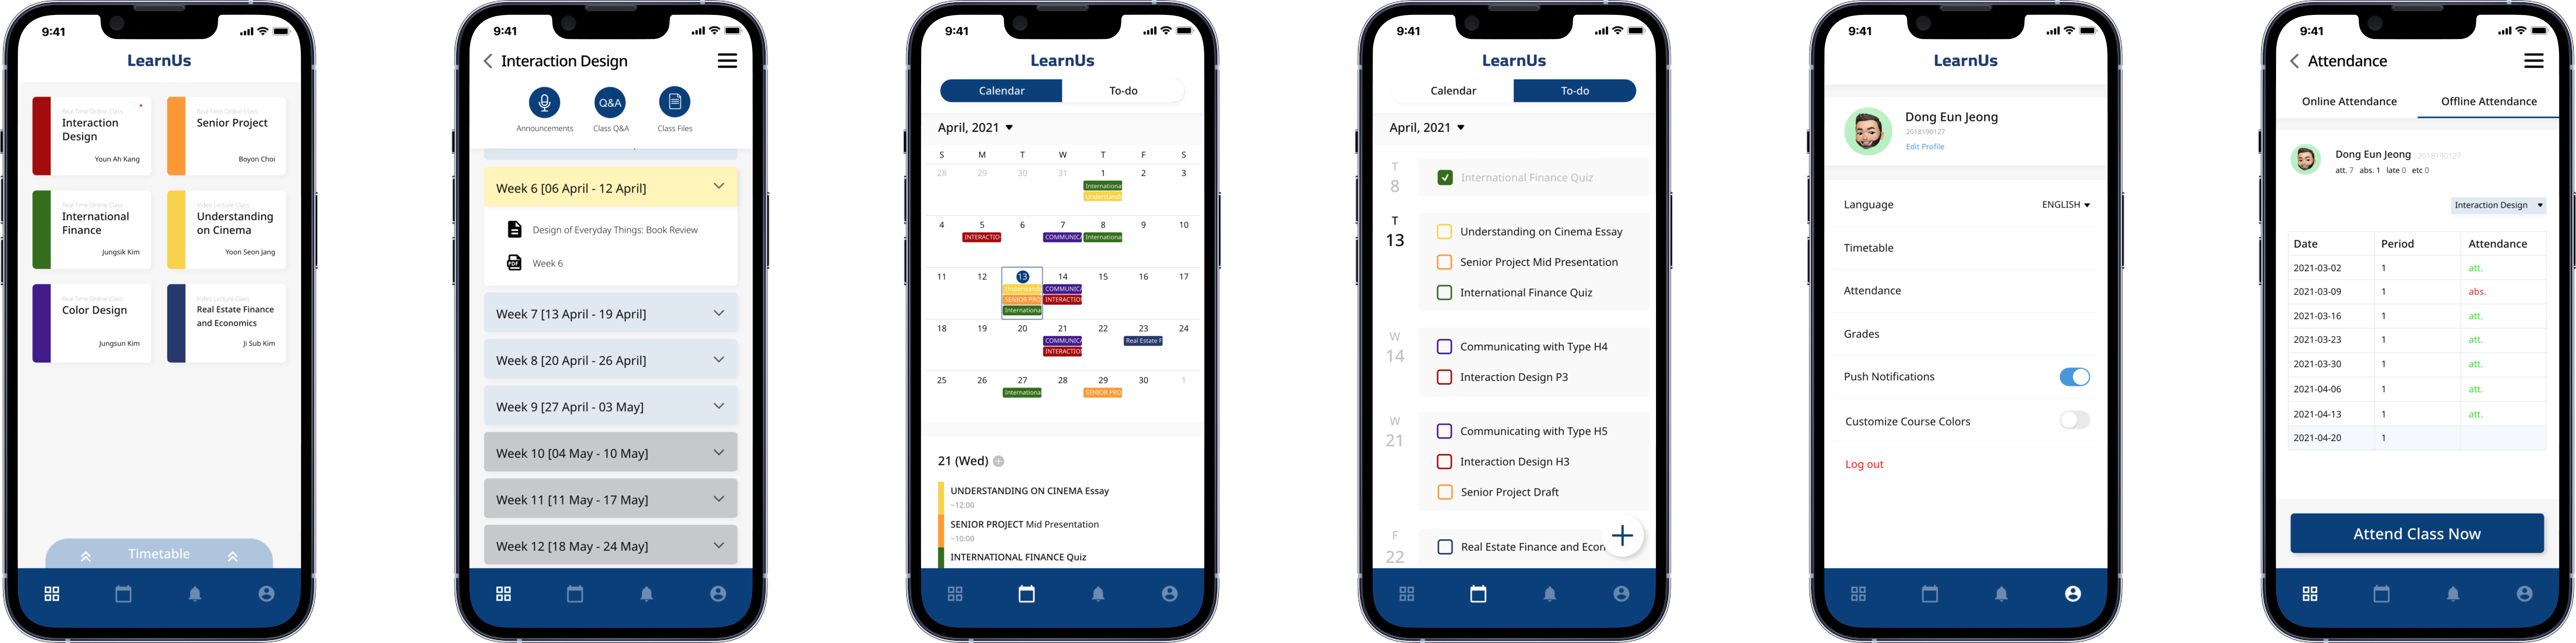 9:41
LearnUs
Real Time Online Class
Interaction
Design
Youn Ah Kang
Real Time Online Class
Senior Project
Boyon Choi
Real Time Online Class
International
Finance
Jungsik Kim
Video Lecture Class
Understanding
on Cinema
Yoon Seon Jang
Real Time Online Class
Color Design
Jungsun Kim
Video Lecture Class
Real Estate Finance
and Economics
Ji Sub Kim
Timetable
9:41
Interaction Design
Q&A
Announcements Class Q&A Class Files
Week 6 [06 April - 12 April]
Design of Everyday Things: Book Review
PDF
Week 6
Week 7 [13 April - 19 April]
Week 8 [20 April - 26 April]
Week 9 [27 April - 03 May]
Week 10 [04 May - 10 May]
Week 11 [11 May - 17 May]
Week 12 [18 May - 24 May]
9:41
LearnUs
Calendar To-do
April, 2021
S M T W T F S
28 29 30 31 1 2 3
Internationa
Understandi
4 5 6 7 8 9 10
INTERACTIO COMMUNIC Internationa
11 12 13 14 15 16 17
Understandi COMMUNICA
SENIOR PRO INTERACTION
Internationa
18 19 20 21 22 23 24
COMMUNICA Real Estate F
INTERACTION
25 26 27 28 29 30 1
Internationa SENIOR PRO
21 (Wed)
UNDERSTANDING ON CINEMA Essay
~12:00
SENIOR PROJECT Mid Presentation
~10:00
INTERNATIONAL FINANCE Quiz
9:41
LearnUs
Calendar To-do
April, 2021
T
8
International Finance Quiz
T
13
Understanding on Cinema Essay
Senior Project Mid Presentation
International Finance Quiz
W
14
Communicating with Type H4
Interaction Design P3
W
21
Communicating with Type H5
Interaction Design H3
Senior Project Draft
F
22
Real Estate Finance and Econ
9:41
LearnUs
Dong Eun Jeong
2018190127
Edit Profile
Language ENGLISH
Timetable
Attendance
Grades
Push Notifications
Customize Course Colors
Log out
9:41
Attendance
Online Attendance Offline Attendance
Dong Eun Jeong 2018190127
att. 7 abs. 1 late 0 etc 0
Interaction Design
Date Period Attendance
2021-03-02 1 att.
2021-03-09 1 abs.
2021-03-16 1 att.
2021-03-23 1 att.
2021-03-30 1 att.
2021-04-06 1 att.
2021-04-13 1 att.
2021-04-20 1
Attend Class Now